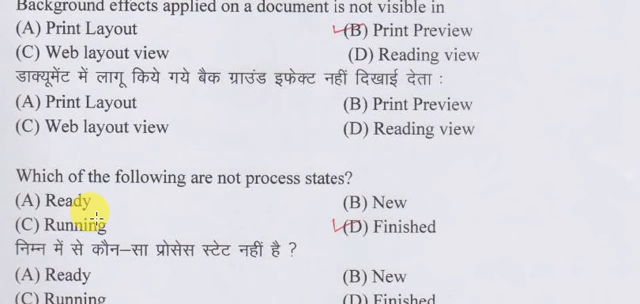 Background effects applied on a document is not visible in
(A) Print Layout (B) Print Preview
(C) Web layout view (D) Reading view
डाक्यूमेंट में लागू किये गये बैक ग्राउंड इफेक्ट नहीं दिखाई देता :
(A) Print Layout (B) Print Preview
(C) Web layout view (D) Reading view
Which of the following are not process states?
(A) Ready (B) New
(C) Running (D) Finished
निम्न में से कौन–सा प्रोसेस स्टेट नहीं है ?
(A) Ready (B) New
(C) Running (D) Finished